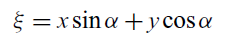 ξ = x sin α + y cos α